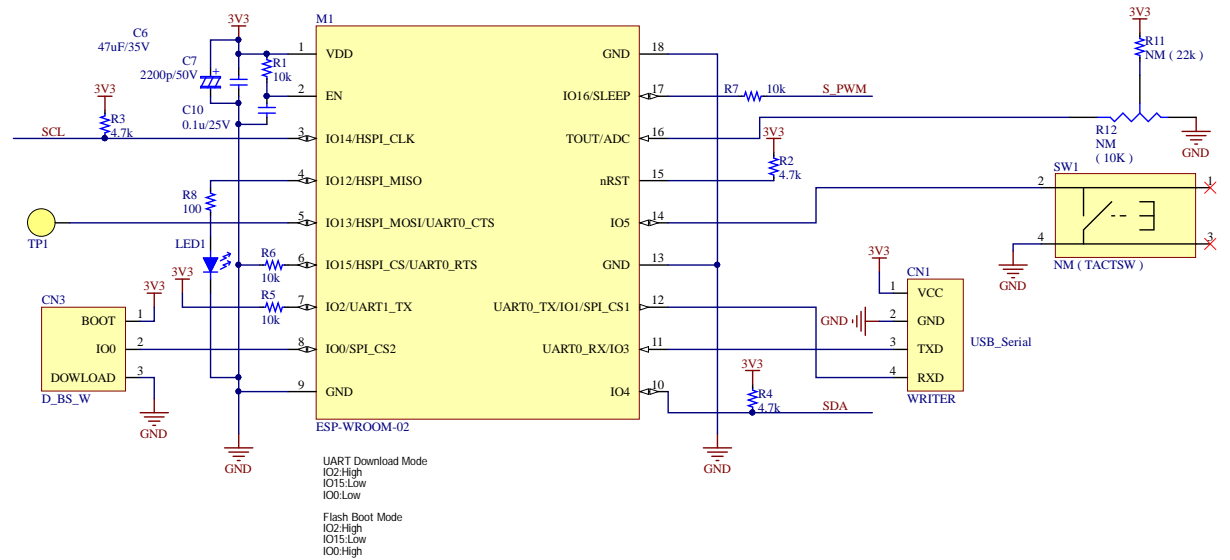 C6
47uF/35V
3V3
M1
C7
2200p/50V
R1
10k
C10
0.1u/25V
3V3
R3
4.7k
SCL
R8
100
TP1
LED1
3V3
R6
10k
R5
10k
CN3
3V3
BOOT 1
IO0 2
DOWLOAD 3
D_BS_W
GND
GND
1 VDD
2 EN
3 IO14/HSPI_CLK
4 IO12/HSPI_MISO
5 IO13/HSPI_MOSI/UART0_CTS
6 IO15/HSPI_CS/UART0_RTS
7 IO2/UART1_TX
8 IO0/SPI_CS2
9 GND
GND 18
IO16/SLEEP 17
TOUT/ADC 16
nRST 15
IO5 14
GND 13
UART0_TX/IO1/SPI_CS1 12
UART0_RX/IO3 11
IO4 10
ESP-WROOM-02
R7 10k S_PWM
3V3
R2
4.7k
3V3
R4
4.7k
SDA
GND
3V3
R11
NM ( 22k )
R12
NM
( 10K )
GND
SW1
2 1
4 3
NM ( TACTSW )
GND
3V3
CN1
1 VCC
GND 2 GND
3 TXD
4 RXD
USB_Serial
WRITER
UART Download Mode
IO2:High
IO15:Low
IO0:Low
Flash Boot Mode
IO2:High
IO15:Low
IO0:High